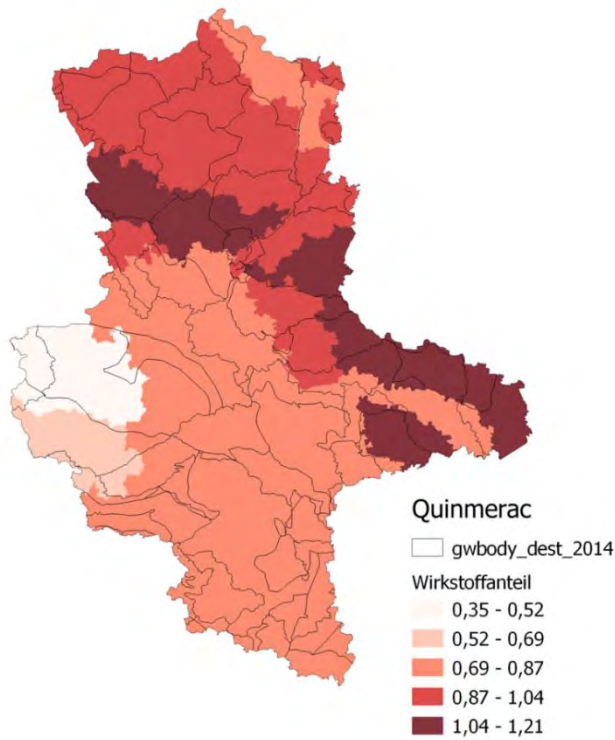 Quinmerac
gwbody_dest_2014
Wirkstoffanteil
0,35 - 0,52
0,52 - 0,69
0,69 - 0,87
0,87 - 1,04
1,04 - 1,21